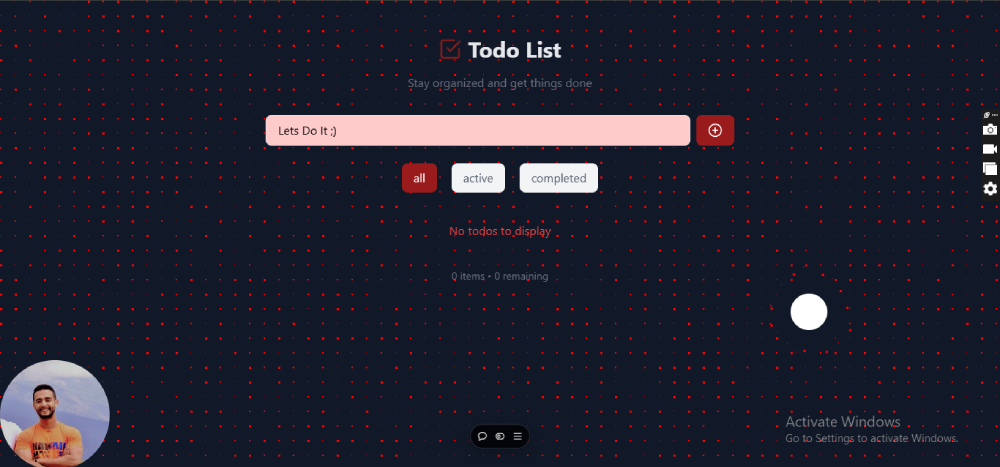 Todo List
Stay organized and get things done
Lets Do It ;)
all
active
completed
No todos to display
0 items • 0 remaining
HAWAII
Activate Windows
Go to Settings to activate Windows.